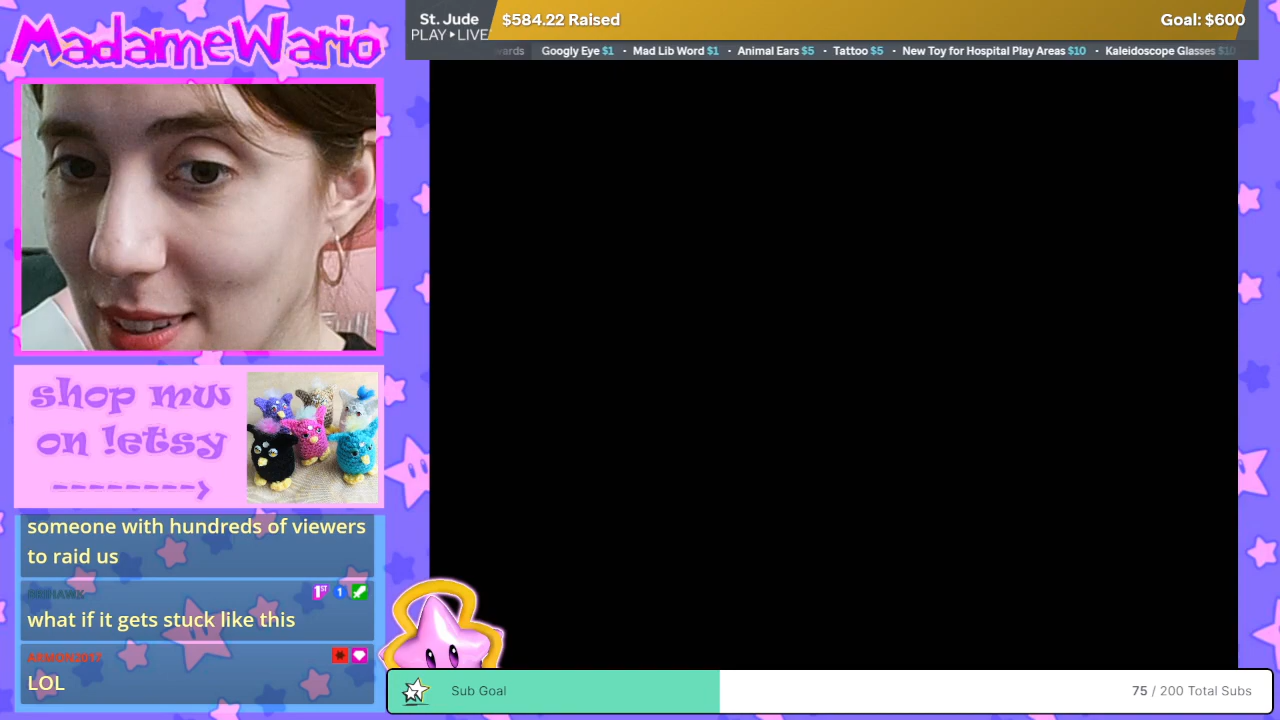 MadameWario
St. Jude
PLAY LIVE
$584.22 Raised
Goal: $600
Googly Eye $1 · Mad Lib Word $1 · Animal Ears $5 · Tattoo $5 · New Toy for Hospital Play Areas $10 · Kaleidoscope Glasses $10
shop mw
on !etsy
-------->
someone with hundreds of viewers
to raid us
1ST 1
what if it gets stuck like this
LOL
Sub Goal
75 / 200 Total Subs